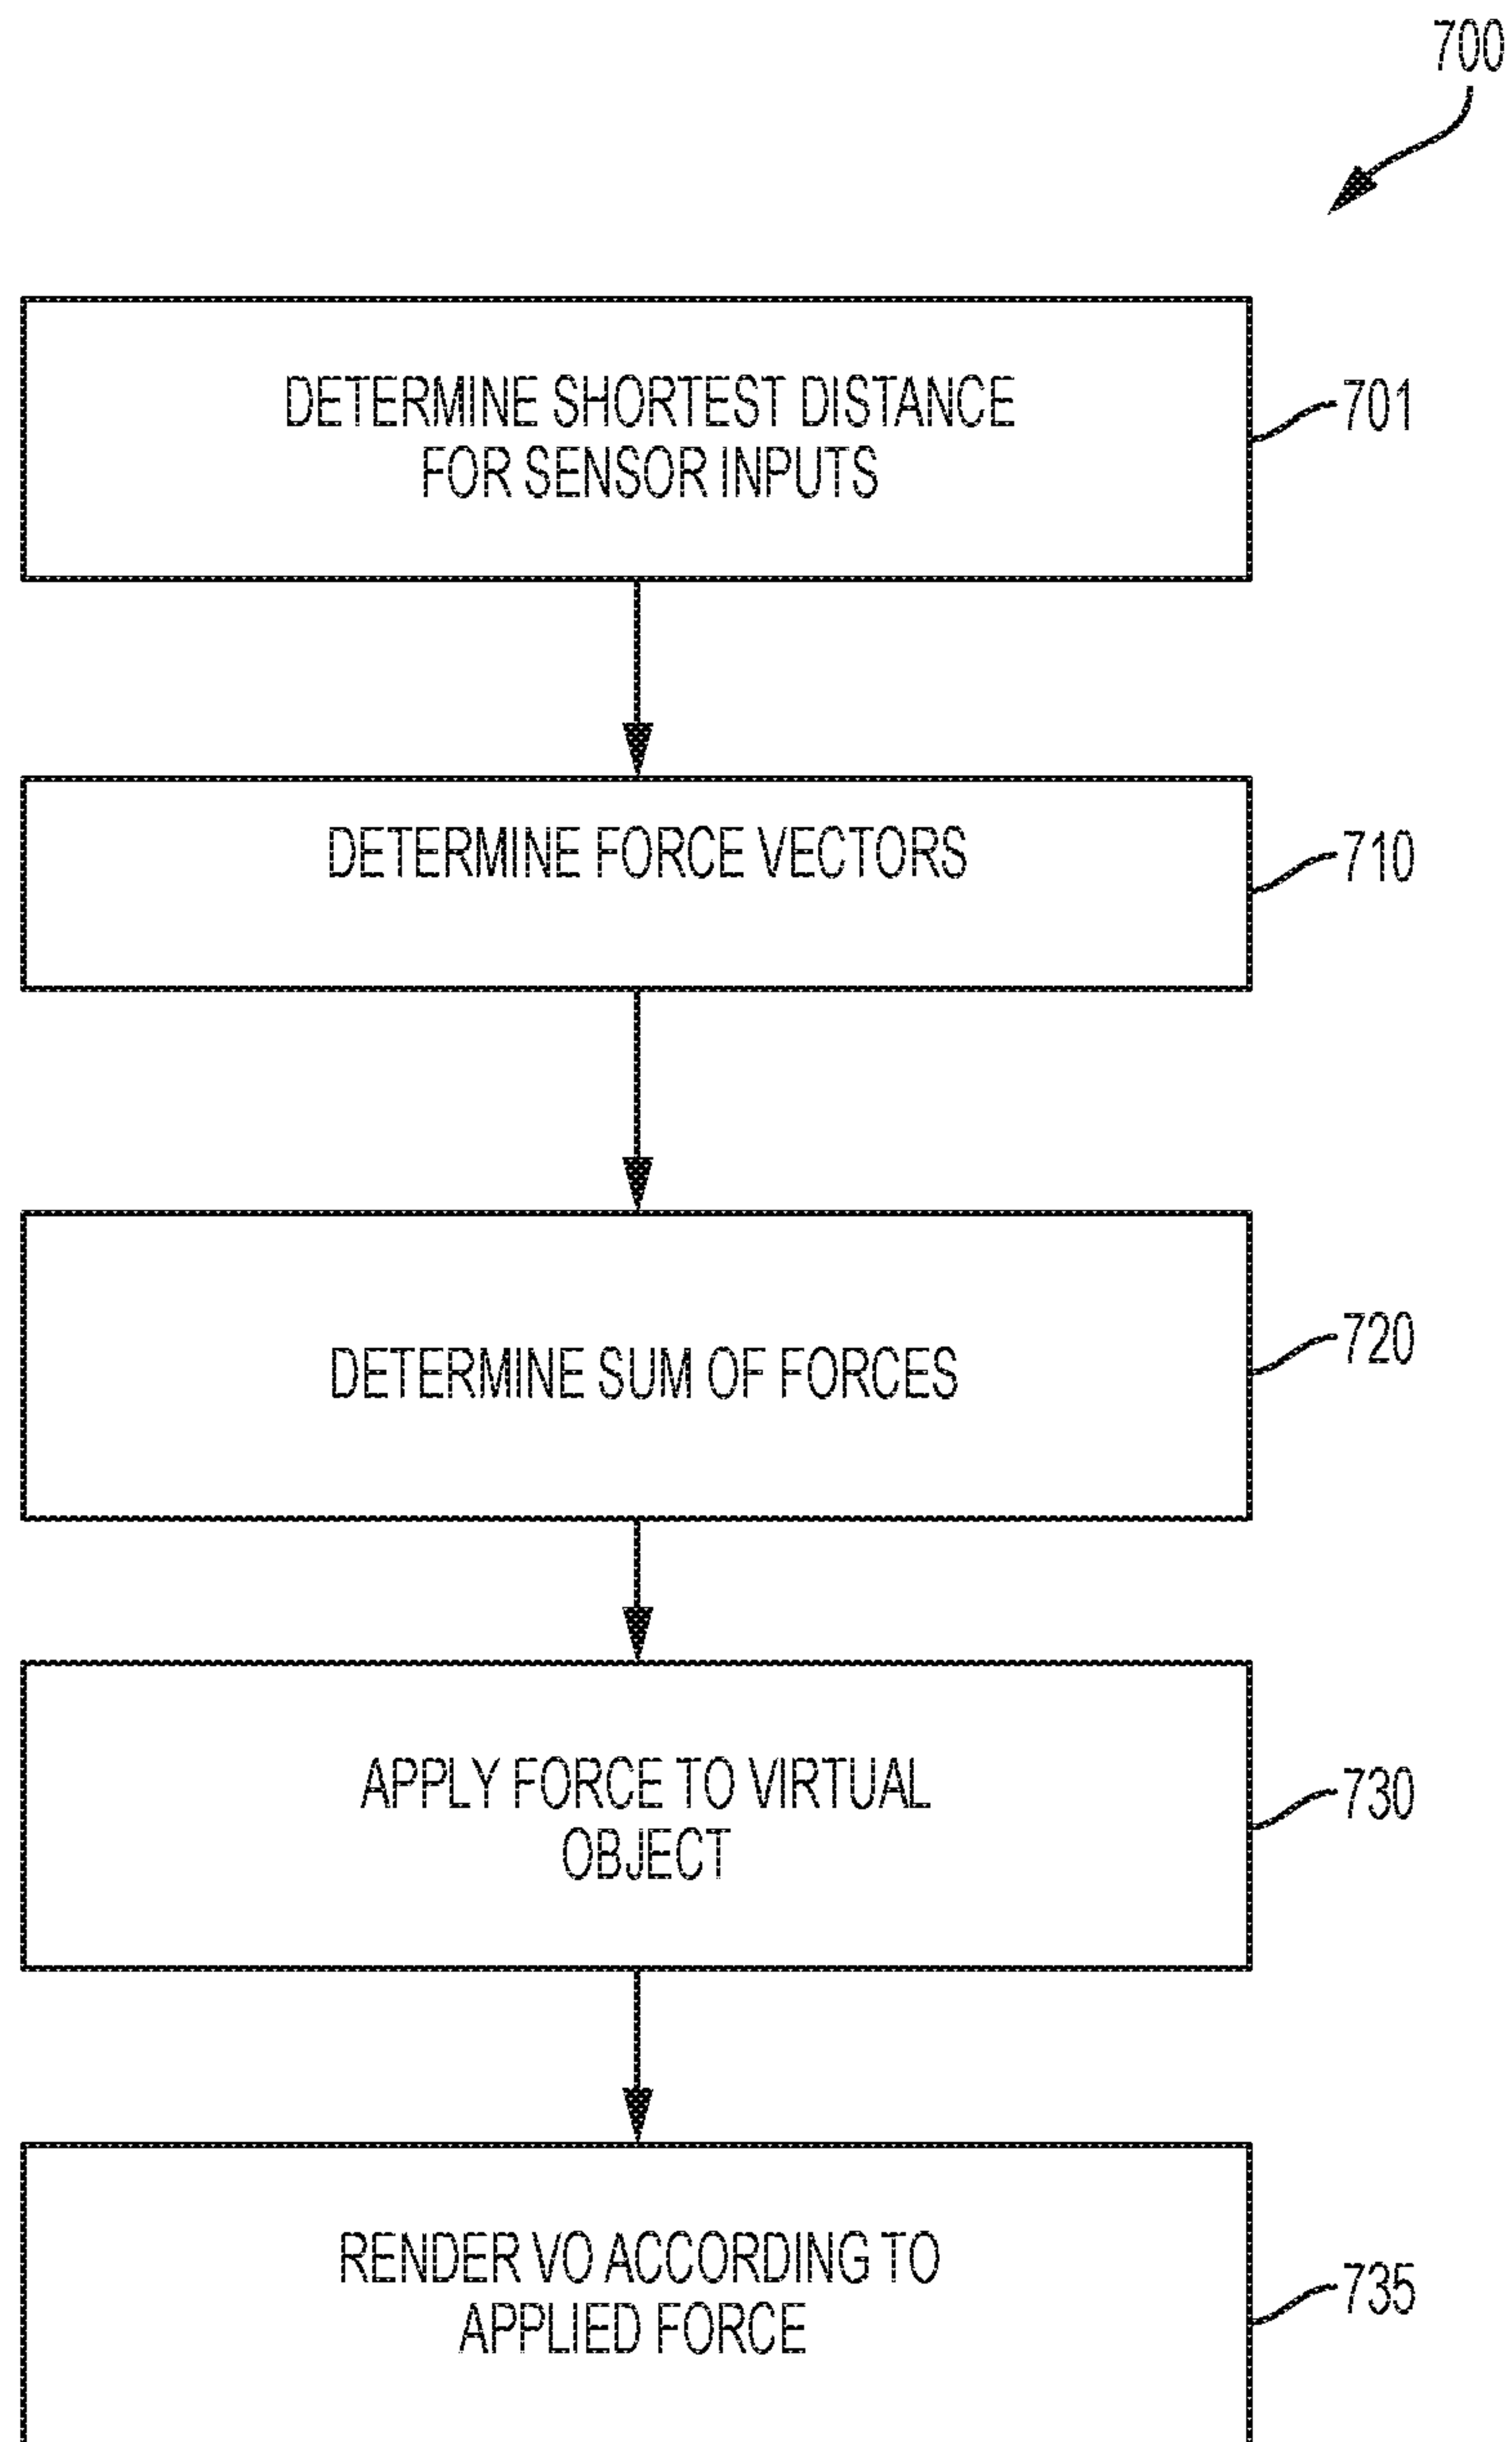 700
DETERMINE SHORTEST DISTANCE
FOR SENSOR INPUTS
701
DETERMINE FORCE VECTORS
710
DETERMINE SUM OF FORCES
720
APPLY FORCE TO VIRTUAL
OBJECT
730
RENDER VO ACCORDING TO
APPLIED FORCE
735